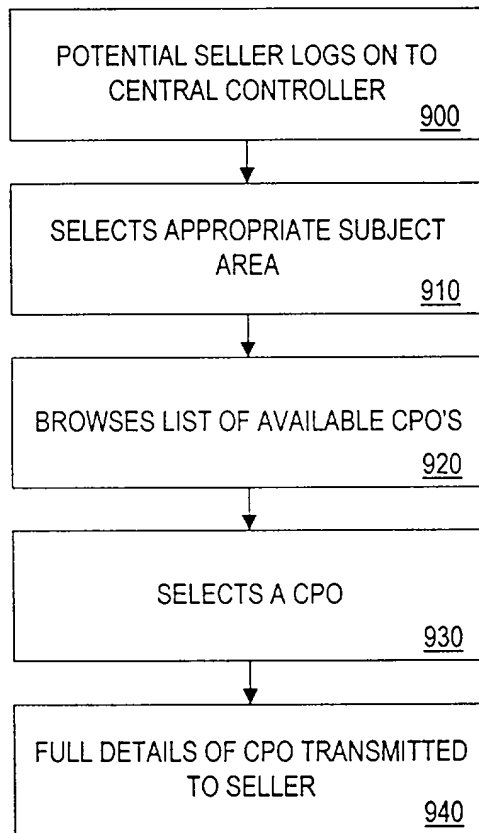 POTENTIAL SELLER LOGS ON TO
CENTRAL CONTROLLER
900
SELECTS APPROPRIATE SUBJECT
AREA
910
BROWSES LIST OF AVAILABLE CPO'S
920
SELECTS A CPO
930
FULL DETAILS OF CPO TRANSMITTED
TO SELLER
940